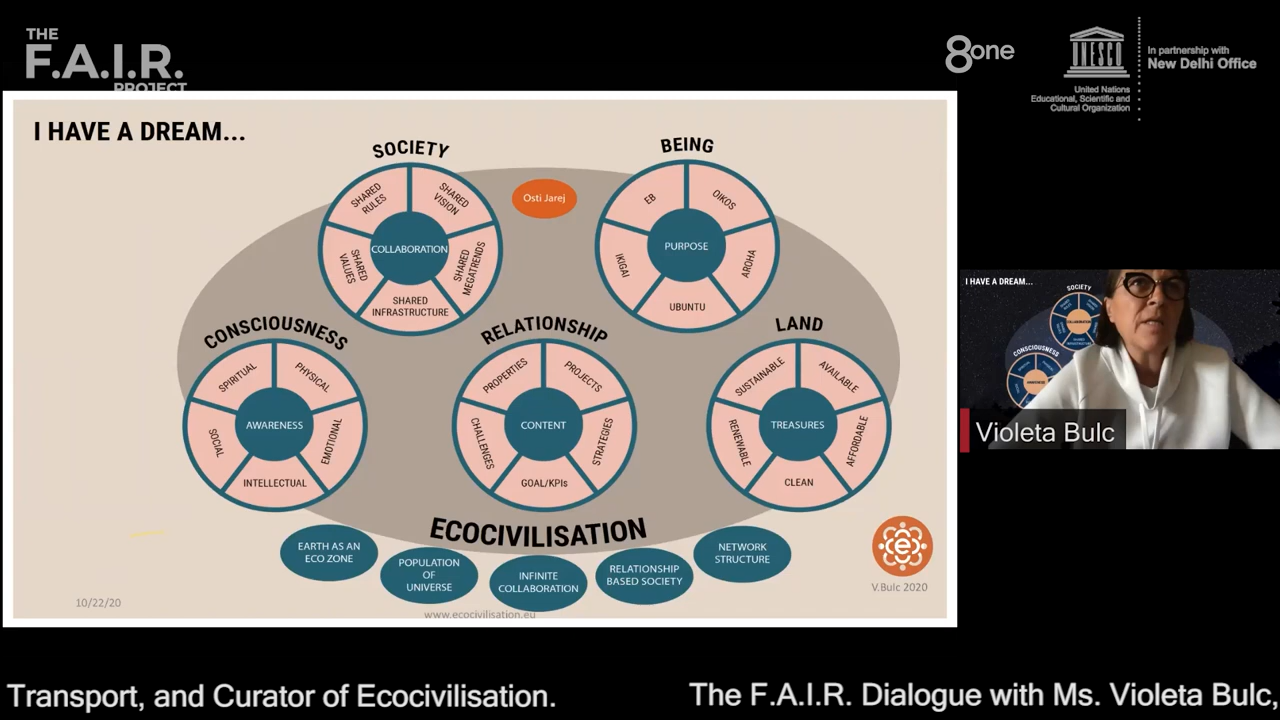 THE
F.A.I.R.
PROJECT
8one
UNESCO
United Nations
Educational, Scientific and
Cultural Organization
In partnership with
New Delhi Office
I HAVE A DREAM...
SOCIETY
SHARED
RULES
SHARED
VISION
SHARED
VALUES
COLLABORATION
SHARED
MEGATRENDS
SHARED
INFRASTRUCTURE
Osti Jarej
BEING
EB
OIKOS
IKIGAI
PURPOSE
AROHA
UBUNTU
CONSCIOUSNESS
SPIRITUAL
PHYSICAL
SOCIAL
AWARENESS
EMOTIONAL
INTELLECTUAL
RELATIONSHIP
PROPERTIES
PROJECTS
CHALLENGES
CONTENT
STRATEGIES
GOAL/KPIs
LAND
SUSTAINABLE
AVAILABLE
RENEWABLE
TREASURES
AFFORDABLE
CLEAN
ECOCIVILISATION
EARTH AS AN
ECO ZONE
POPULATION
OF
UNIVERSE
INFINITE
COLLABORATION
RELATIONSHIP
BASED SOCIETY
NETWORK
STRUCTURE
e
V.Bulc 2020
10/22/20
www.ecocivilisation.eu
I HAVE A DREAM...
SOCIETY
COLLABORATION
CONSCIOUSNESS
AWARENESS
Violeta Bulc
Transport, and Curator of Ecocivilisation.
The F.A.I.R. Dialogue with Ms. Violeta Bulc,